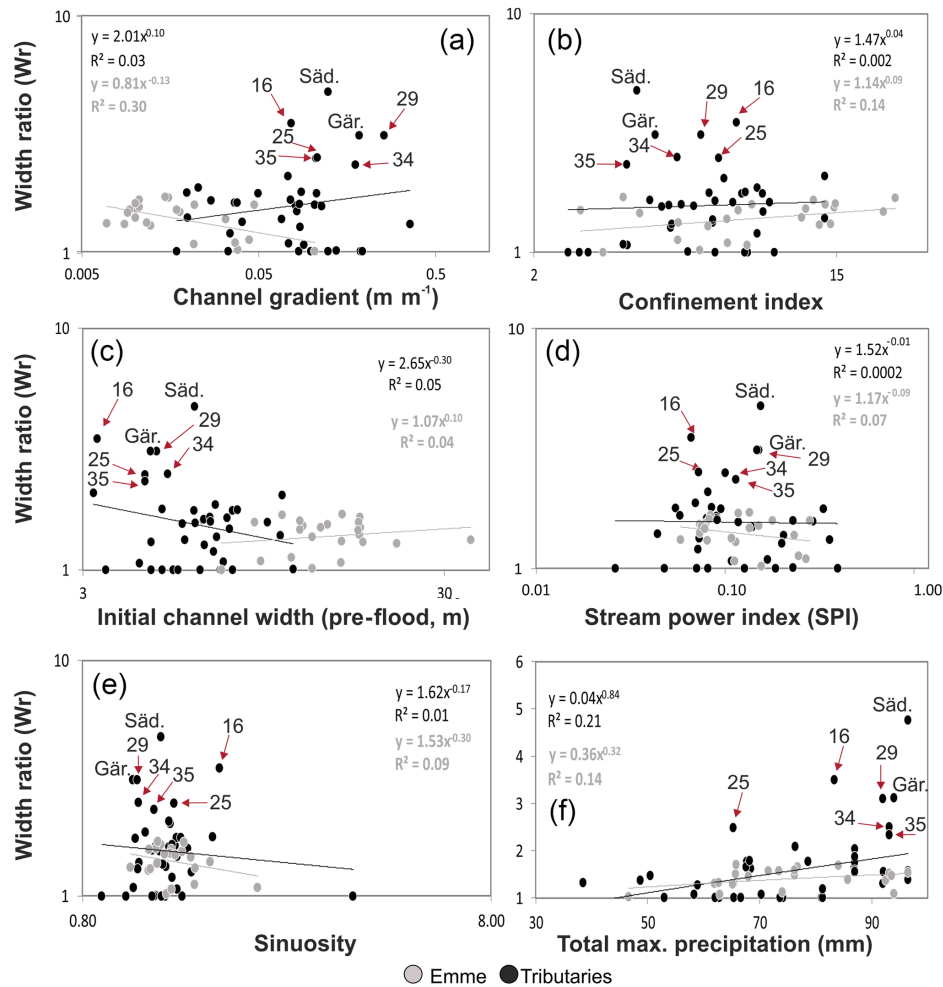 10
(a)
y = 2.01x^0.10
R² = 0.03
y = 0.81x^-0.13
R² = 0.30
Säd.
16
29
Gär.
25
35
34
Width ratio (Wr)
1
0.005
0.05
0.5
Channel gradient (m m⁻¹)
10
(b)
y = 1.47x^0.04
R² = 0.002
y = 1.14x^0.09
R² = 0.14
Säd.
29
16
Gär.
34
25
35
1
2
15
Confinement index
10
(c)
y = 2.65x^-0.30
R² = 0.05
y = 1.07x^0.10
R² = 0.04
16
Säd.
29
Gär.
34
25
35
Width ratio (Wr)
1
3
30
Initial channel width (pre-flood, m)
10
(d)
y = 1.52x^-0.01
R² = 0.0002
y = 1.17x^-0.09
R² = 0.07
Säd.
16
Gär.
29
25
34
35
1
0.01
0.10
1.00
Stream power index (SPI)
10
(e)
y = 1.62x^-0.17
R² = 0.01
y = 1.53x^-0.30
R² = 0.09
Säd.
16
29
Gär.
34
35
25
Width ratio (Wr)
1
0.80
8.00
Sinuosity
6
5
4
3
2
1
y = 0.04x^0.84
R² = 0.21
y = 0.36x^0.32
R² = 0.14
(f)
Säd.
16
29
Gär.
25
34
35
30
50
70
90
Total max. precipitation (mm)
Emme
Tributaries